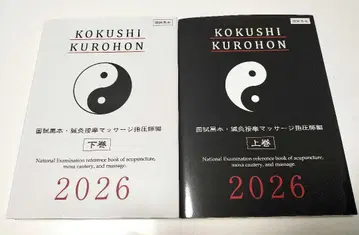 KOKUSHI
KUROHON
国試黒本・鍼灸按摩マッサージ指圧師編
下巻
National Examination reference book of acupuncture,
moxa cautery, and massage.
2026
KOKUSHI
KUROHON
国試黒本・鍼灸按摩マッサージ指圧師編
上巻
National Examination reference book of acupuncture,
moxa cautery, and massage.
2026